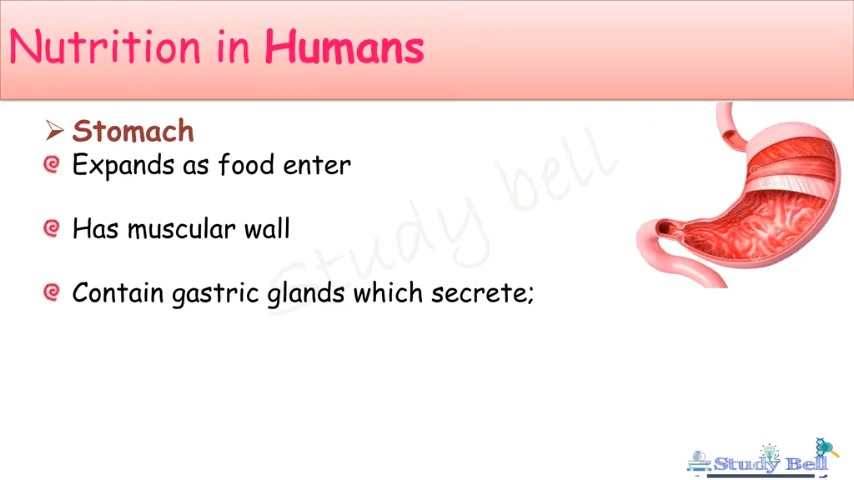 Nutrition in Humans
Stomach
Expands as food enter
Has muscular wall
Contain gastric glands which secrete;
Study bell
Study Bell